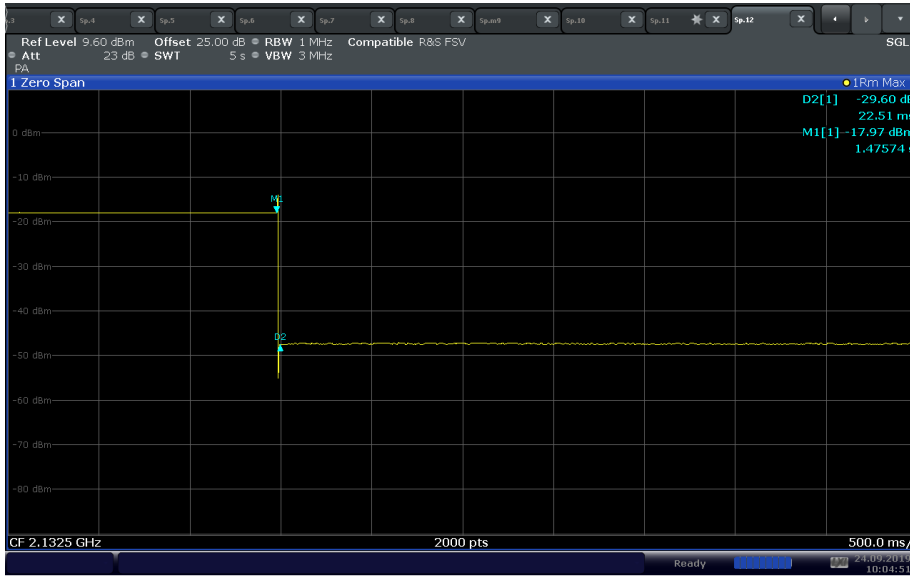 .3 X Sp.4 X Sp.5 X Sp.6 X Sp.7 X Sp.8 X Sp.m9 X Sp.10 X Sp.11 X Sp.12 X
Ref Level 9.60 dBm Offset 25.00 dB RBW 1 MHz Compatible R&S FSV SGL
Att 23 dB SWT 5 s VBW 3 MHz
PA
1 Zero Span 1Rm Max
D2[1] -29.60 dB
22.51 ms
0 dBm M1[1] -17.97 dBm
1.47574 s
-10 dBm
M1
-20 dBm
-30 dBm
-40 dBm
D2
-50 dBm
-60 dBm
-70 dBm
-80 dBm
CF 2.1325 GHz 2000 pts 500.0 ms/
Ready 24.09.2019
10:04:51